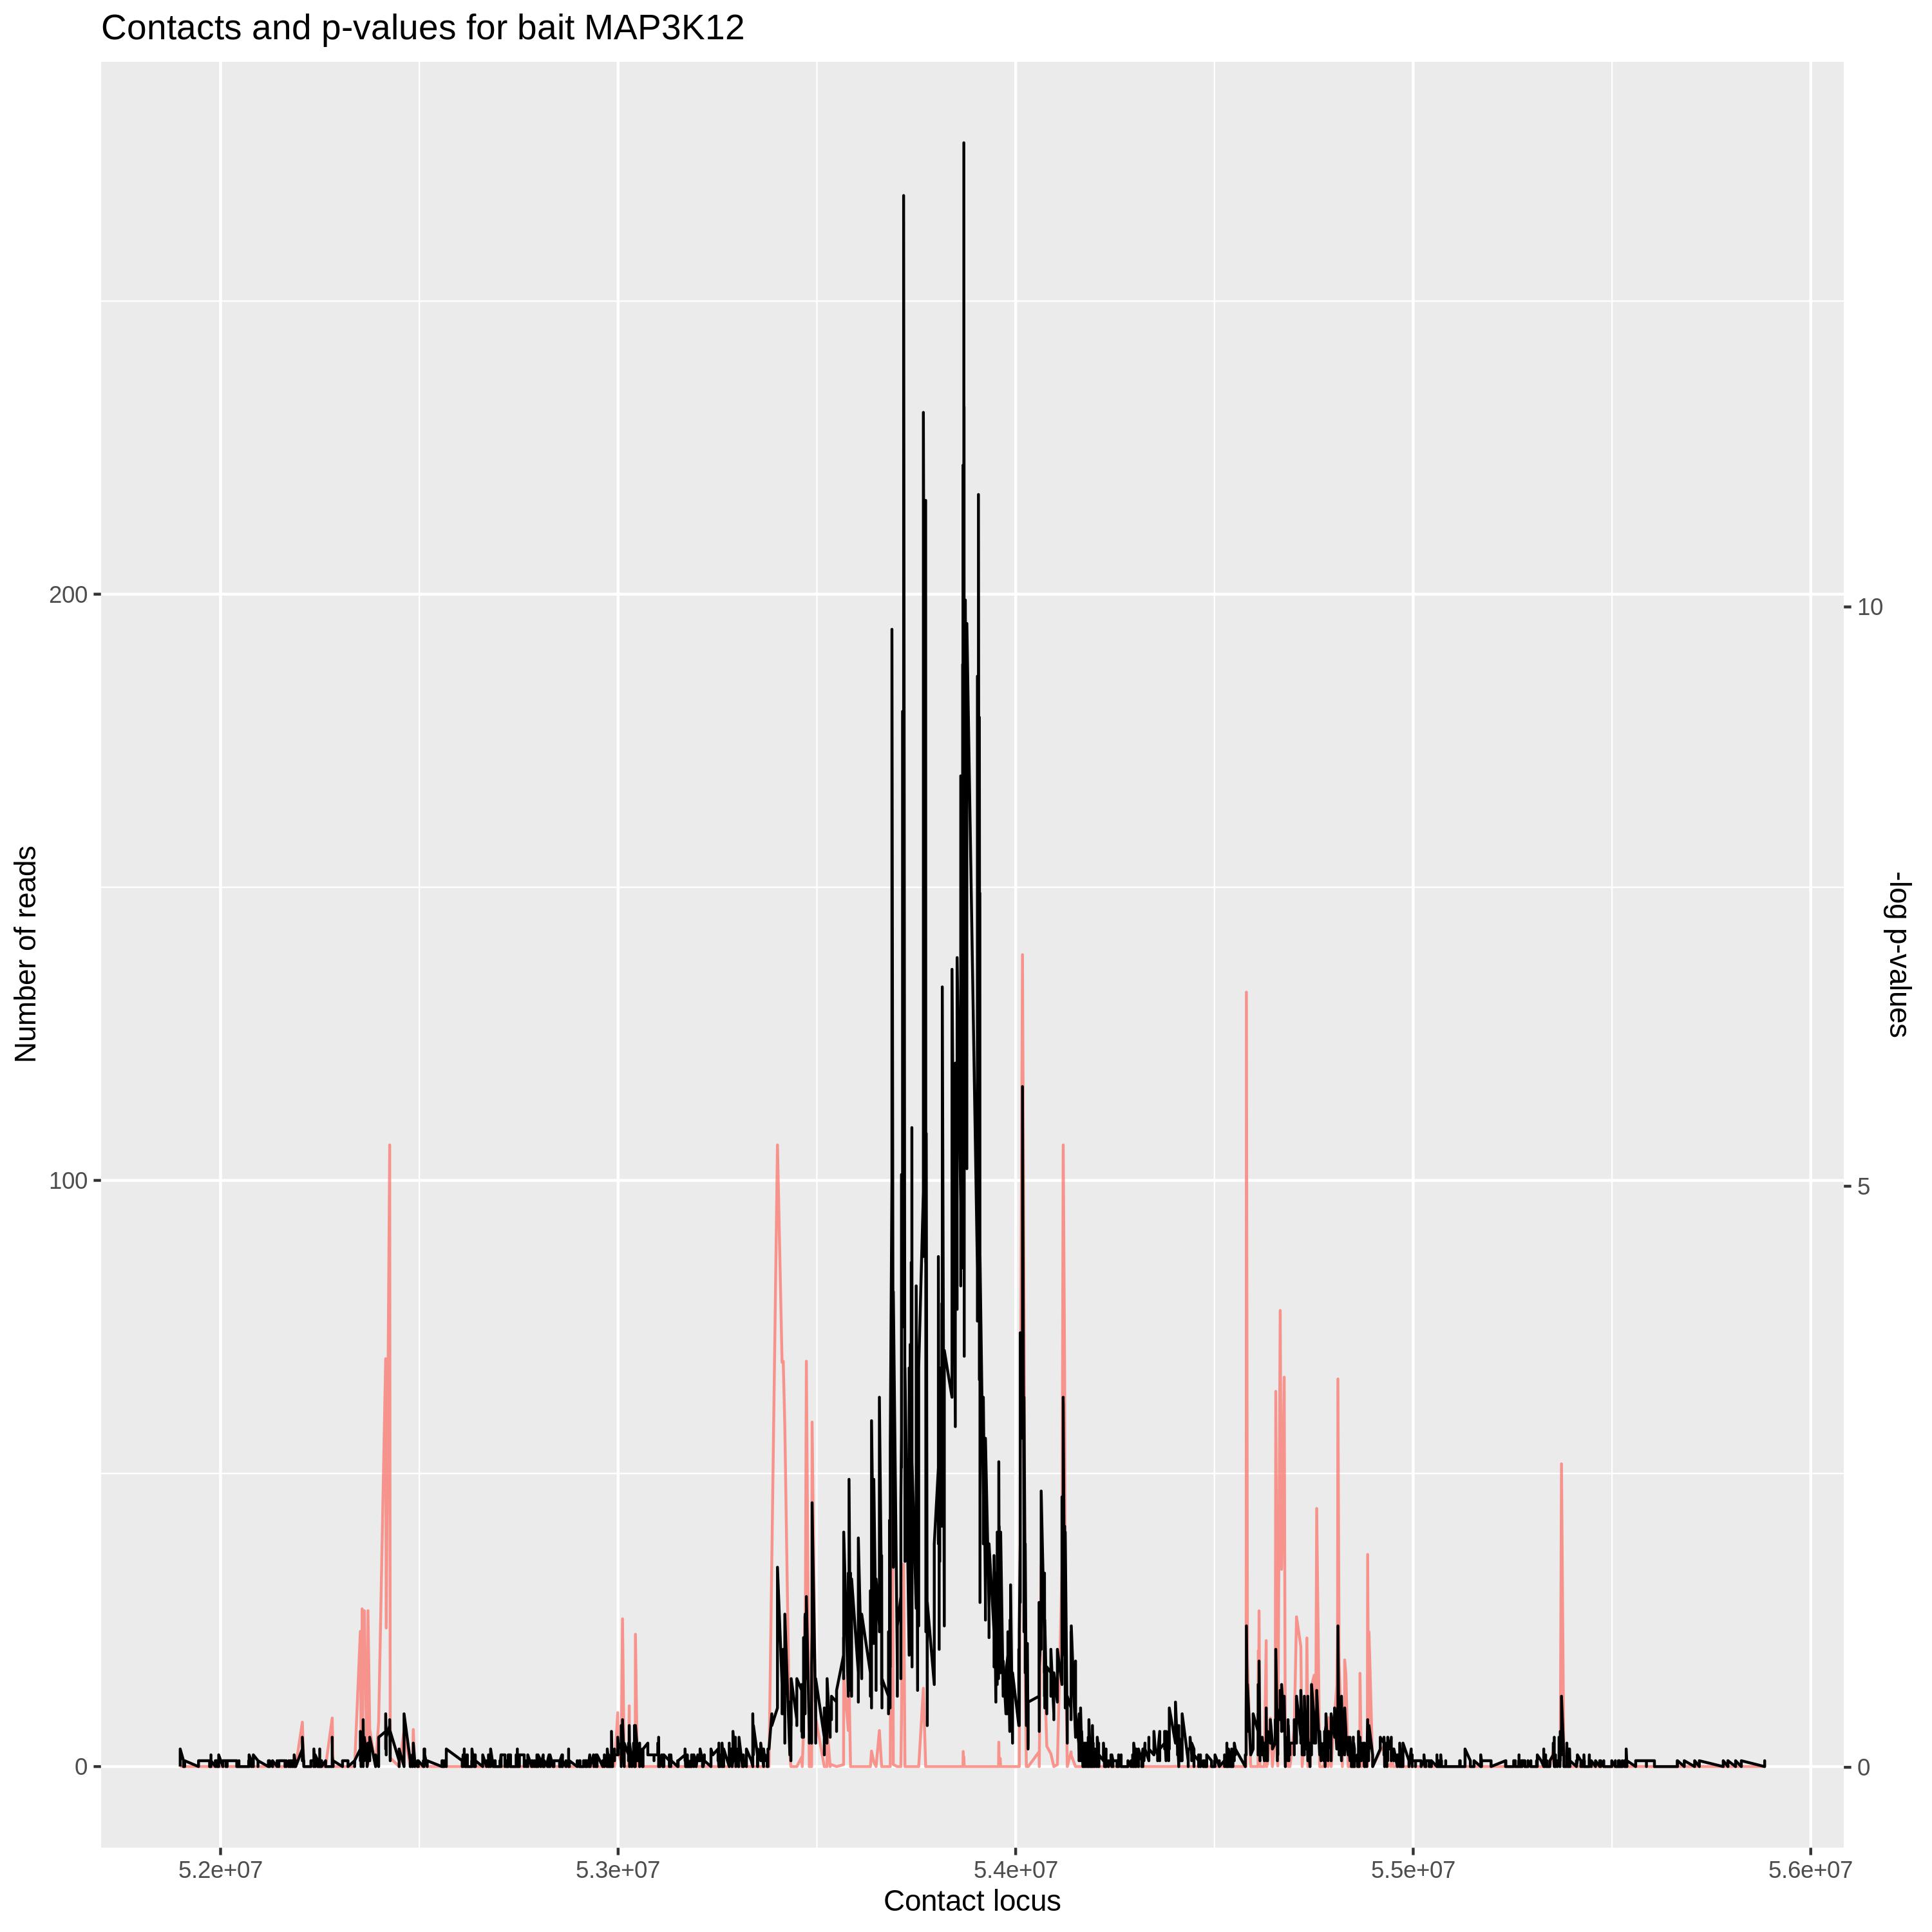 Contacts and p-values for bait MAP3K12
Number of reads
200
100
0
10
5
0
-log p-values
5.2e+07 5.3e+07 5.4e+07 5.5e+07 5.6e+07
Contact locus